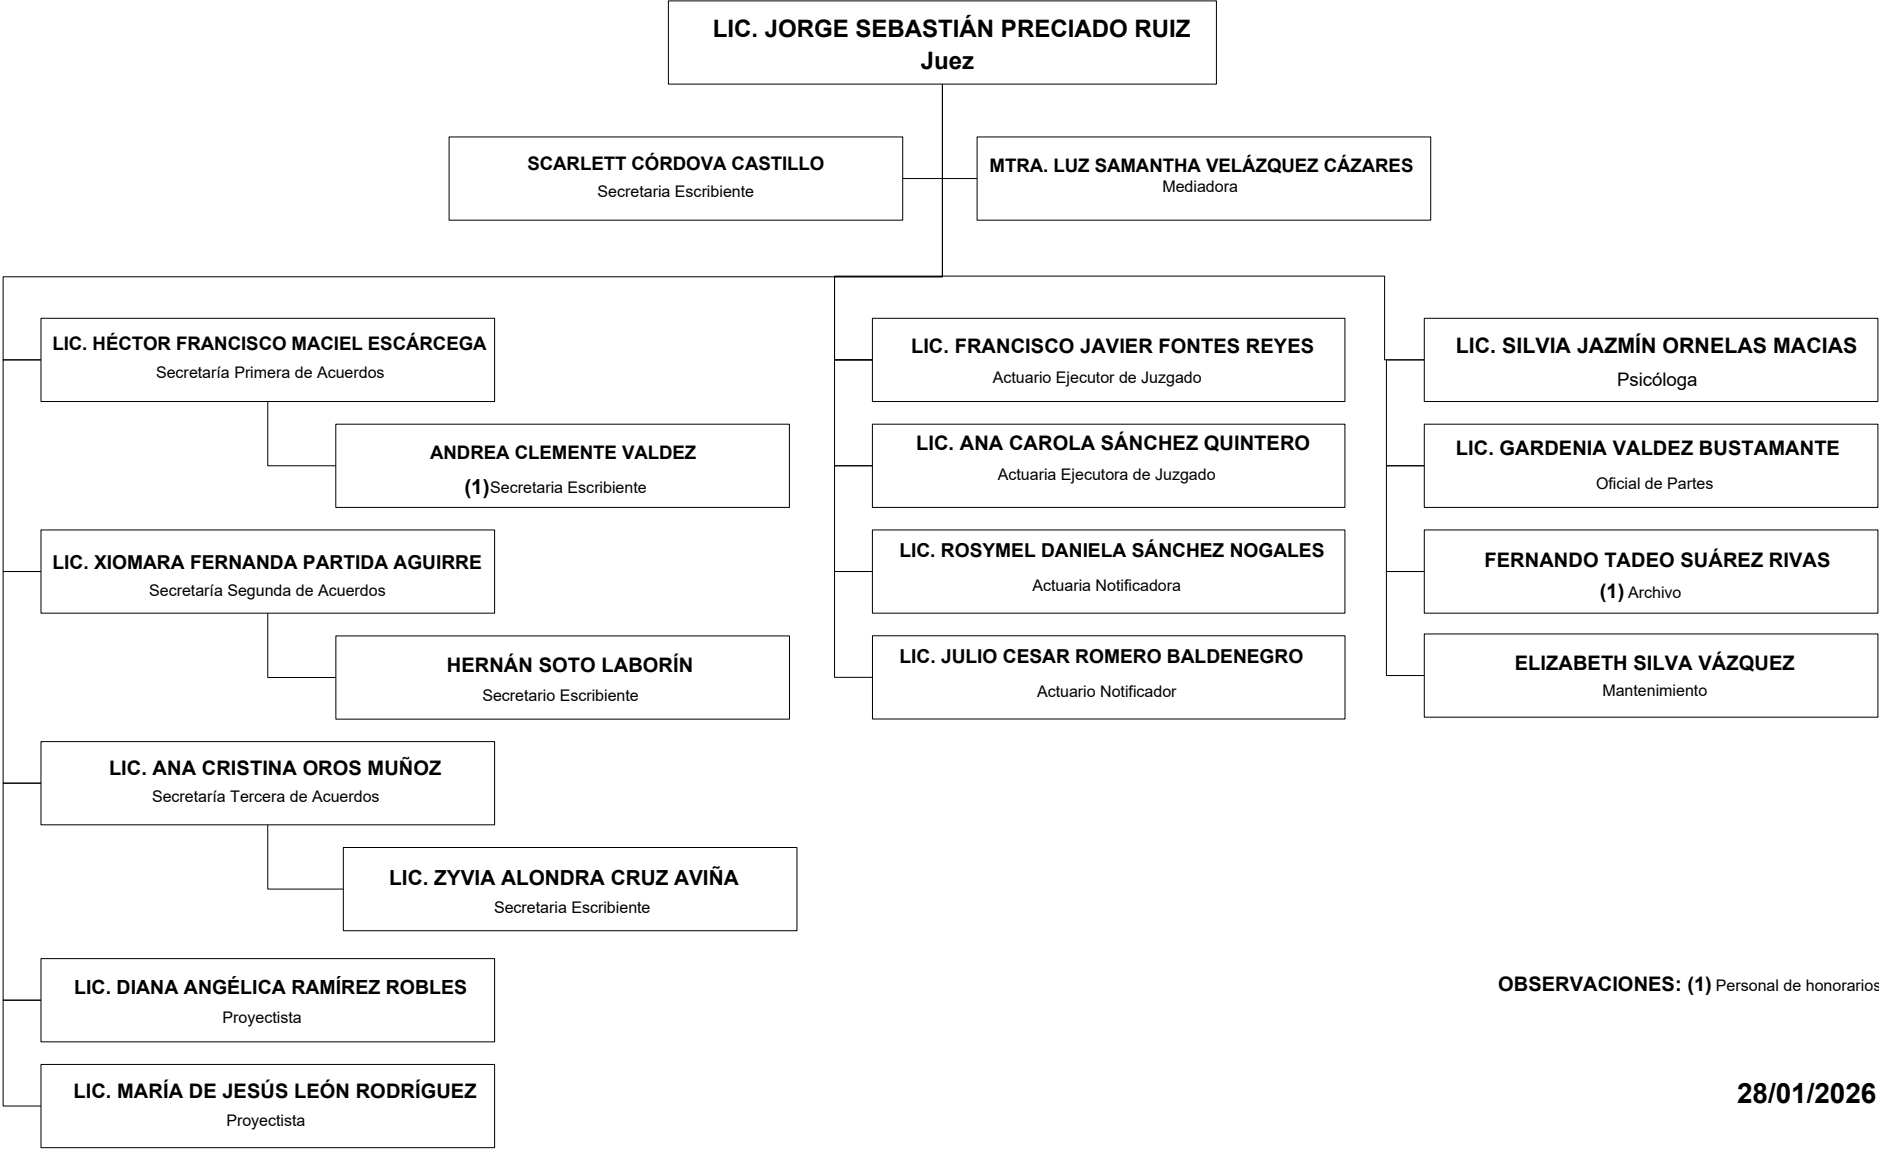 LIC. JORGE SEBASTIÁN PRECIADO RUIZ
Juez
SCARLETT CÓRDOVA CASTILLO
Secretaria Escribiente
MTRA. LUZ SAMANTHA VELÁZQUEZ CÁZARES
Mediadora
LIC. HÉCTOR FRANCISCO MACIEL ESCÁRCEGA
Secretaría Primera de Acuerdos
ANDREA CLEMENTE VALDEZ
(1)Secretaria Escribiente
LIC. XIOMARA FERNANDA PARTIDA AGUIRRE
Secretaría Segunda de Acuerdos
HERNÁN SOTO LABORÍN
Secretario Escribiente
LIC. ANA CRISTINA OROS MUÑOZ
Secretaría Tercera de Acuerdos
LIC. ZYVIA ALONDRA CRUZ AVIÑA
Secretaria Escribiente
LIC. DIANA ANGÉLICA RAMÍREZ ROBLES
Proyectista
LIC. MARÍA DE JESÚS LEÓN RODRÍGUEZ
Proyectista
LIC. FRANCISCO JAVIER FONTES REYES
Actuario Ejecutor de Juzgado
LIC. ANA CAROLA SÁNCHEZ QUINTERO
Actuaria Ejecutora de Juzgado
LIC. ROSYMEL DANIELA SÁNCHEZ NOGALES
Actuaria Notificadora
LIC. JULIO CESAR ROMERO BALDENEGRO
Actuario Notificador
LIC. SILVIA JAZMÍN ORNELAS MACIAS
Psicóloga
LIC. GARDENIA VALDEZ BUSTAMANTE
Oficial de Partes
FERNANDO TADEO SUÁREZ RIVAS
(1) Archivo
ELIZABETH SILVA VÁZQUEZ
Mantenimiento
OBSERVACIONES: (1) Personal de honorarios
28/01/2026